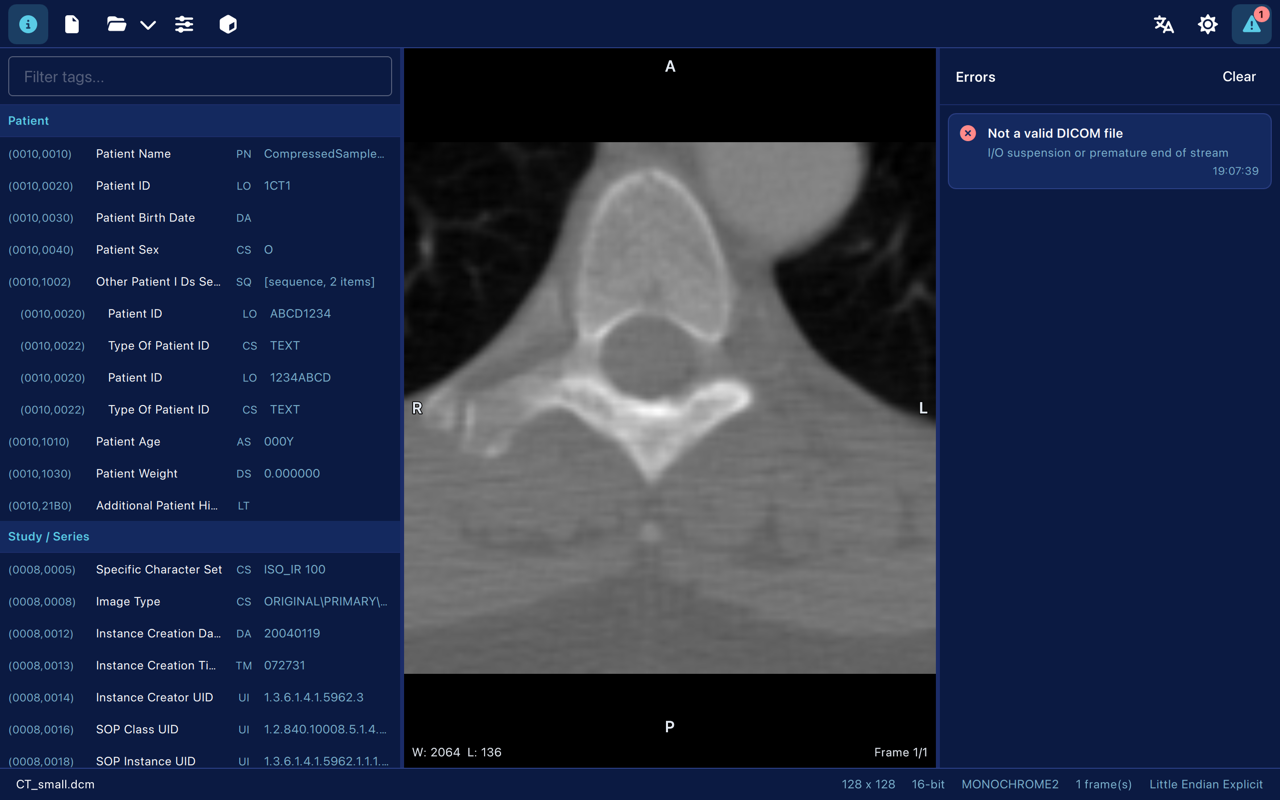 1
Filter tags...
Patient
(0010,0010) Patient Name PN CompressedSample...
(0010,0020) Patient ID LO 1CT1
(0010,0030) Patient Birth Date DA
(0010,0040) Patient Sex CS O
(0010,1002) Other Patient I Ds Se... SQ [sequence, 2 items]
(0010,0020) Patient ID LO ABCD1234
(0010,0022) Type Of Patient ID CS TEXT
(0010,0020) Patient ID LO 1234ABCD
(0010,0022) Type Of Patient ID CS TEXT
(0010,1010) Patient Age AS 000Y
(0010,1030) Patient Weight DS 0.000000
(0010,21B0) Additional Patient Hi... LT
Study / Series
(0008,0005) Specific Character Set CS ISO_IR 100
(0008,0008) Image Type CS ORIGINAL\PRIMARY\...
(0008,0012) Instance Creation Da... DA 20040119
(0008,0013) Instance Creation Ti... TM 072731
(0008,0014) Instance Creator UID UI 1.3.6.1.4.1.5962.3
(0008,0016) SOP Class UID UI 1.2.840.10008.5.1.4....
(0008,0018) SOP Instance UID UI 1.3.6.1.4.1.5962.1.1.1....
A
R L
P
W: 2064 L: 136 Frame 1/1
Errors Clear
Not a valid DICOM file
I/O suspension or premature end of stream
19:07:39
CT_small.dcm 128 x 128 16-bit MONOCHROME2 1 frame(s) Little Endian Explicit